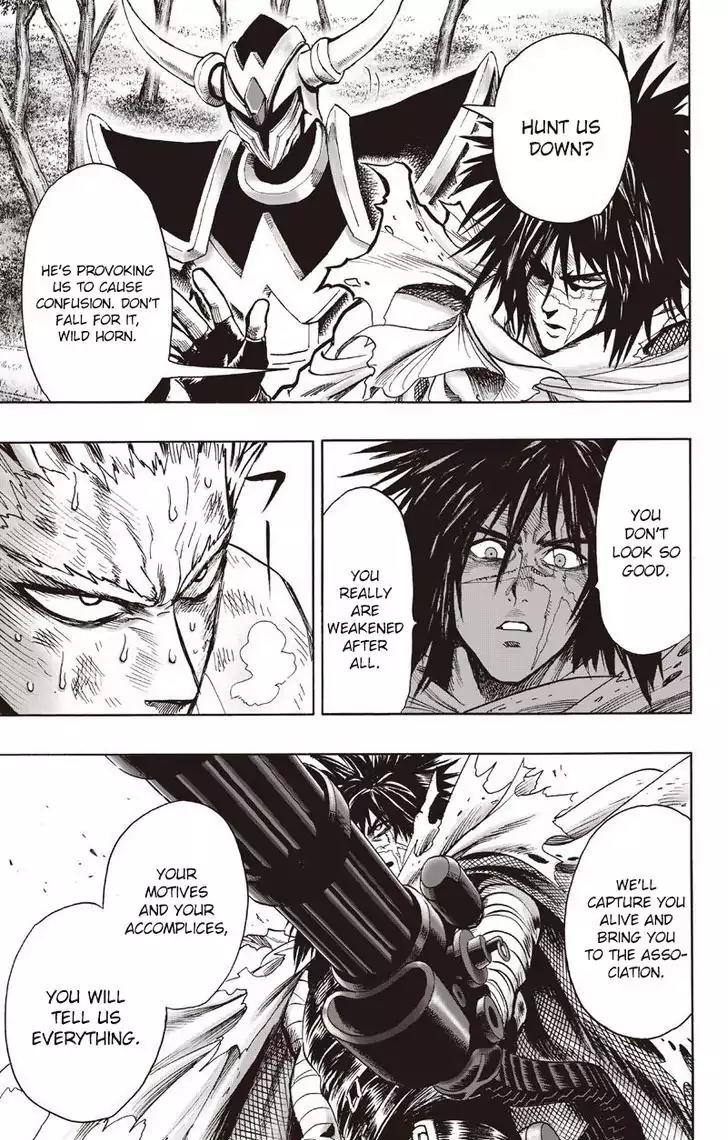 HUNT US
DOWN?
HE'S PROVOKING
US TO CAUSE
CONFUSION. DON'T
FALL FOR IT,
WILD HORN.
YOU
DON'T
LOOK SO
GOOD.
YOU
REALLY
ARE
WEAKENED
AFTER
ALL.
フー
WE'LL
CAPTURE YOU
ALIVE AND
BRING YOU
TO THE ASSO-
CIATION.
YOUR
MOTIVES
AND YOUR
ACCOMPLICES,
YOU WILL
TELL US
EVERYTHING.